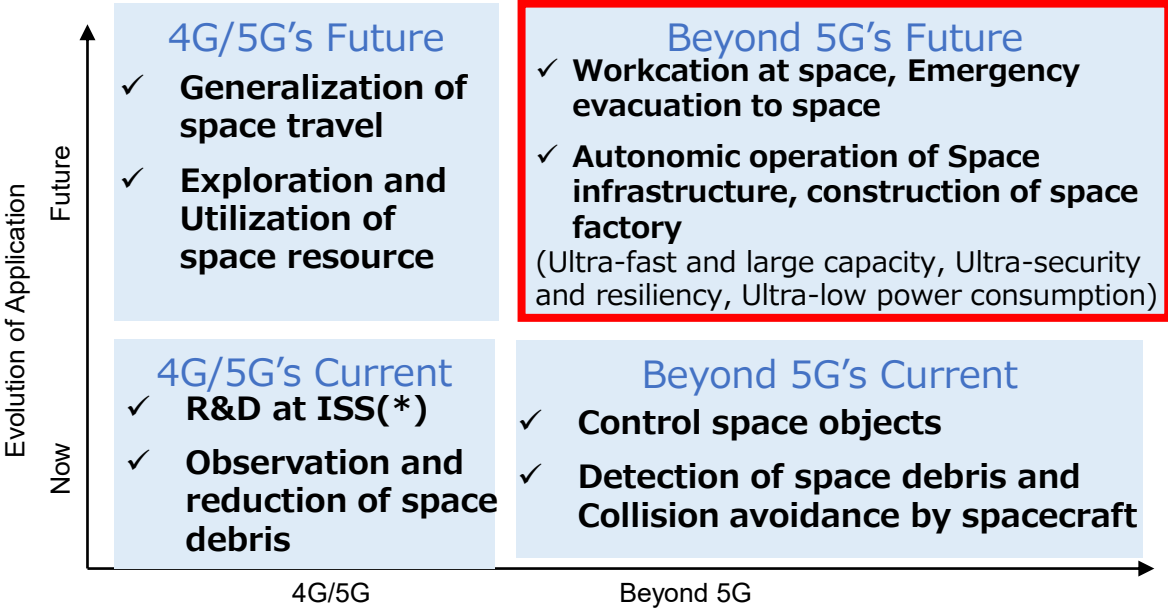 Evolution of Application
Future
Now
4G/5G's Future
✓ Generalization of
space travel
✓ Exploration and
Utilization of
space resource
Beyond 5G's Future
✓ Workcation at space, Emergency
evacuation to space
✓ Autonomic operation of Space
infrastructure, construction of space
factory
(Ultra-fast and large capacity, Ultra-security
and resiliency, Ultra-low power consumption)
4G/5G's Current
✓ R&D at ISS(*)
✓ Observation and
reduction of space
debris
Beyond 5G's Current
✓ Control space objects
✓ Detection of space debris and
Collision avoidance by spacecraft
4G/5G
Beyond 5G